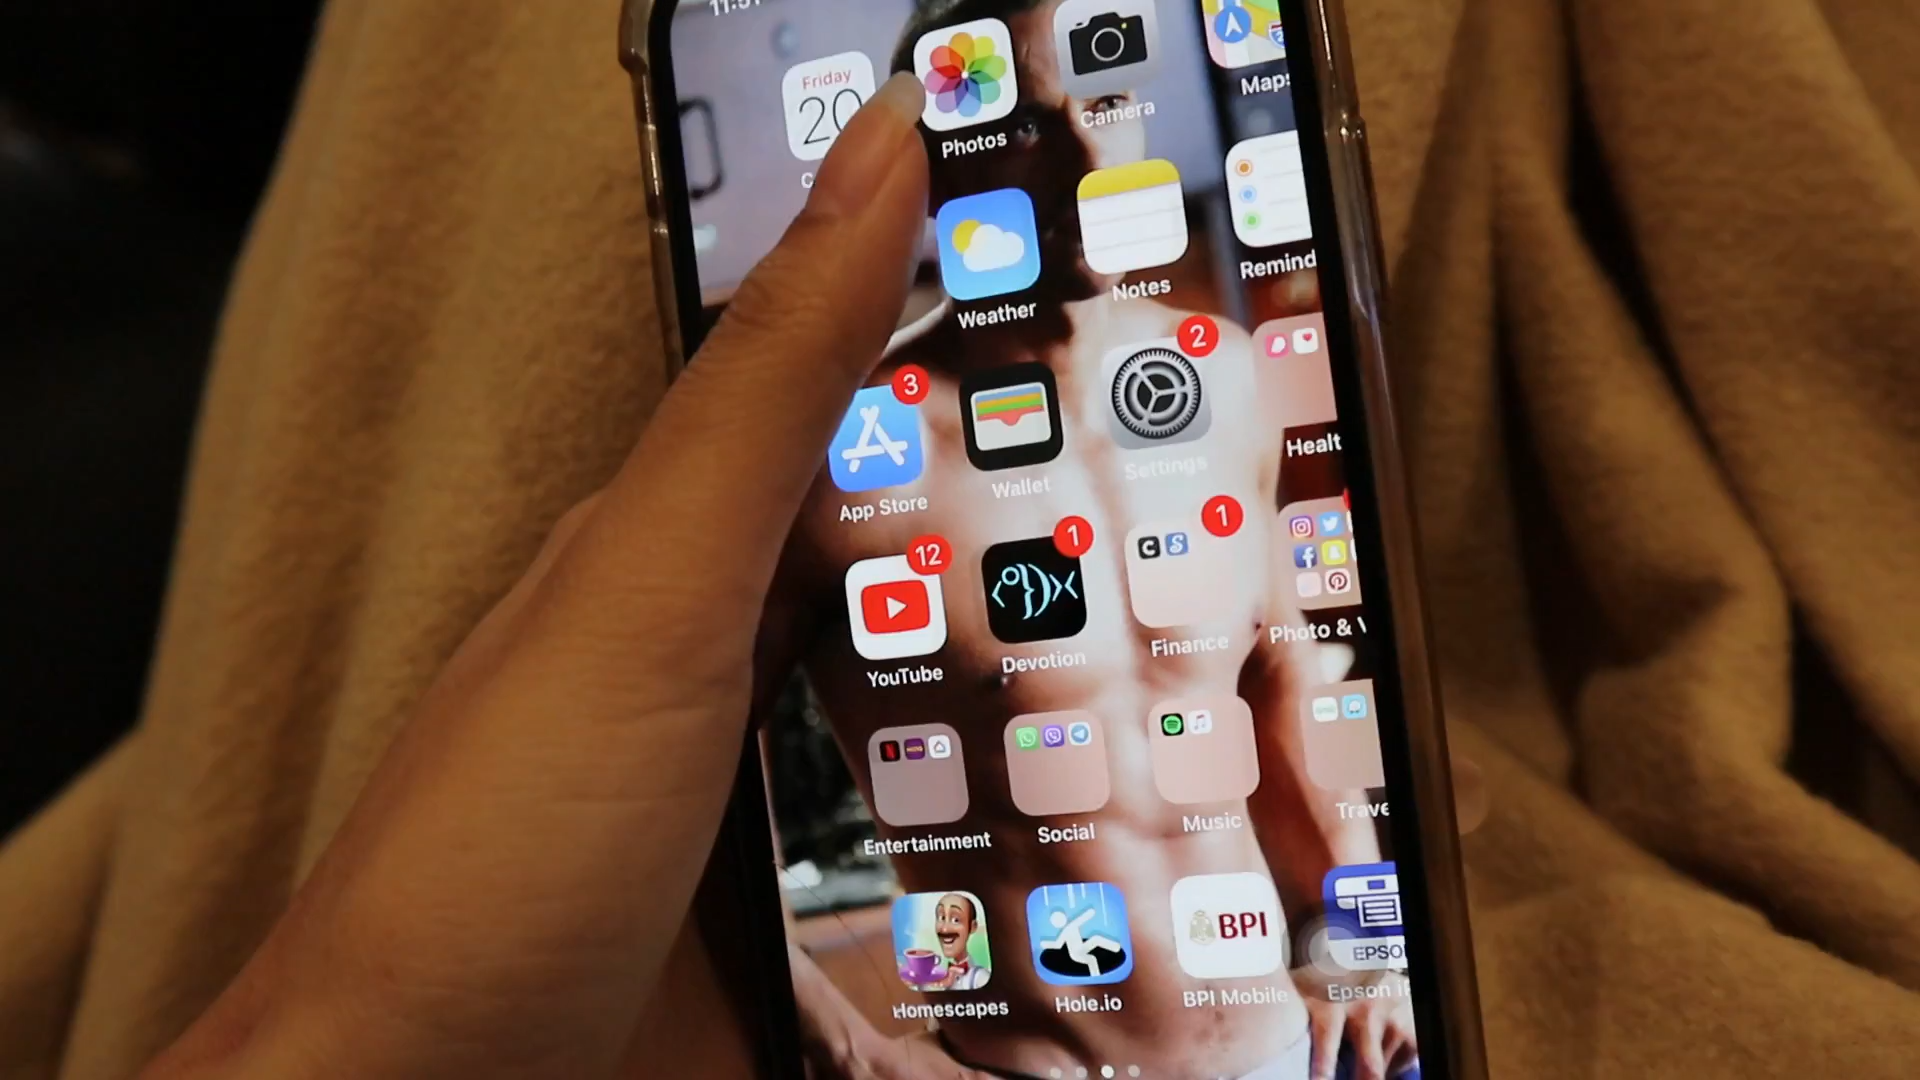 Friday
20
Photos
Camera
Maps
Weather
Notes
Remind
3
2
App Store
Wallet
Settings
Healt
12
1
1
YouTube
Devotion
Finance
Photo & V
Entertainment
Social
Music
Trave
BPI
EPSO
Homescapes
Hole.io
BPI Mobile
Epson iP